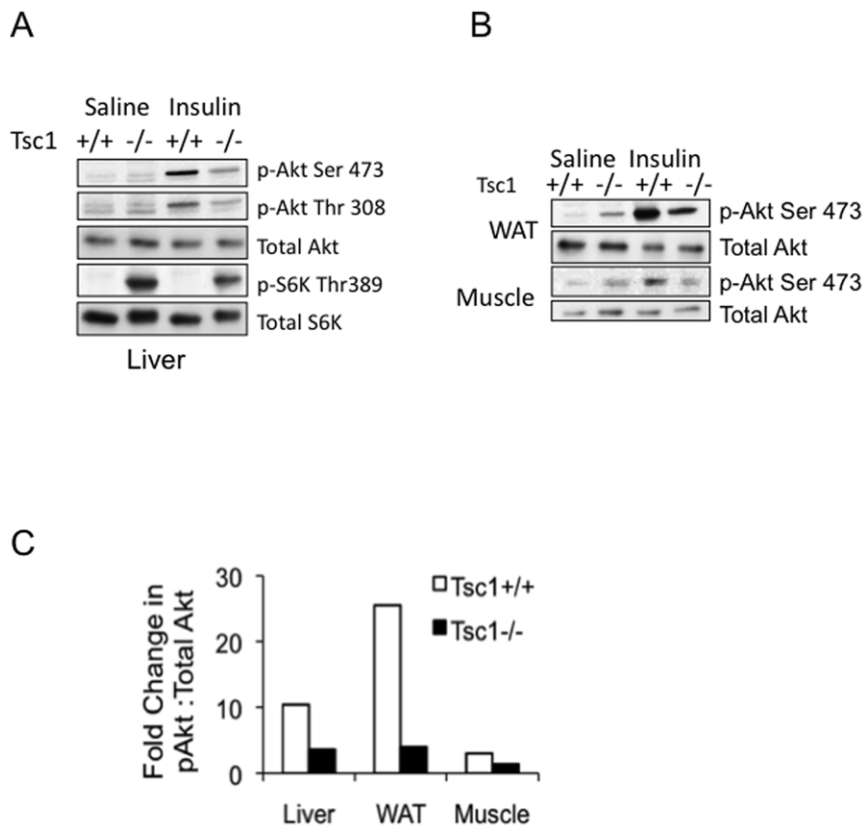 A
Saline Insulin
Tsc1 +/+ -/- +/+ -/-
p-Akt Ser 473
p-Akt Thr 308
Total Akt
p-S6K Thr389
Total S6K
Liver
B
Saline Insulin
Tsc1 +/+ -/- +/+ -/-
WAT
p-Akt Ser 473
Total Akt
Muscle
p-Akt Ser 473
Total Akt
C
Fold Change in
pAkt :Total Akt
30
20
10
0
Tsc1+/+
Tsc1-/-
Liver WAT Muscle